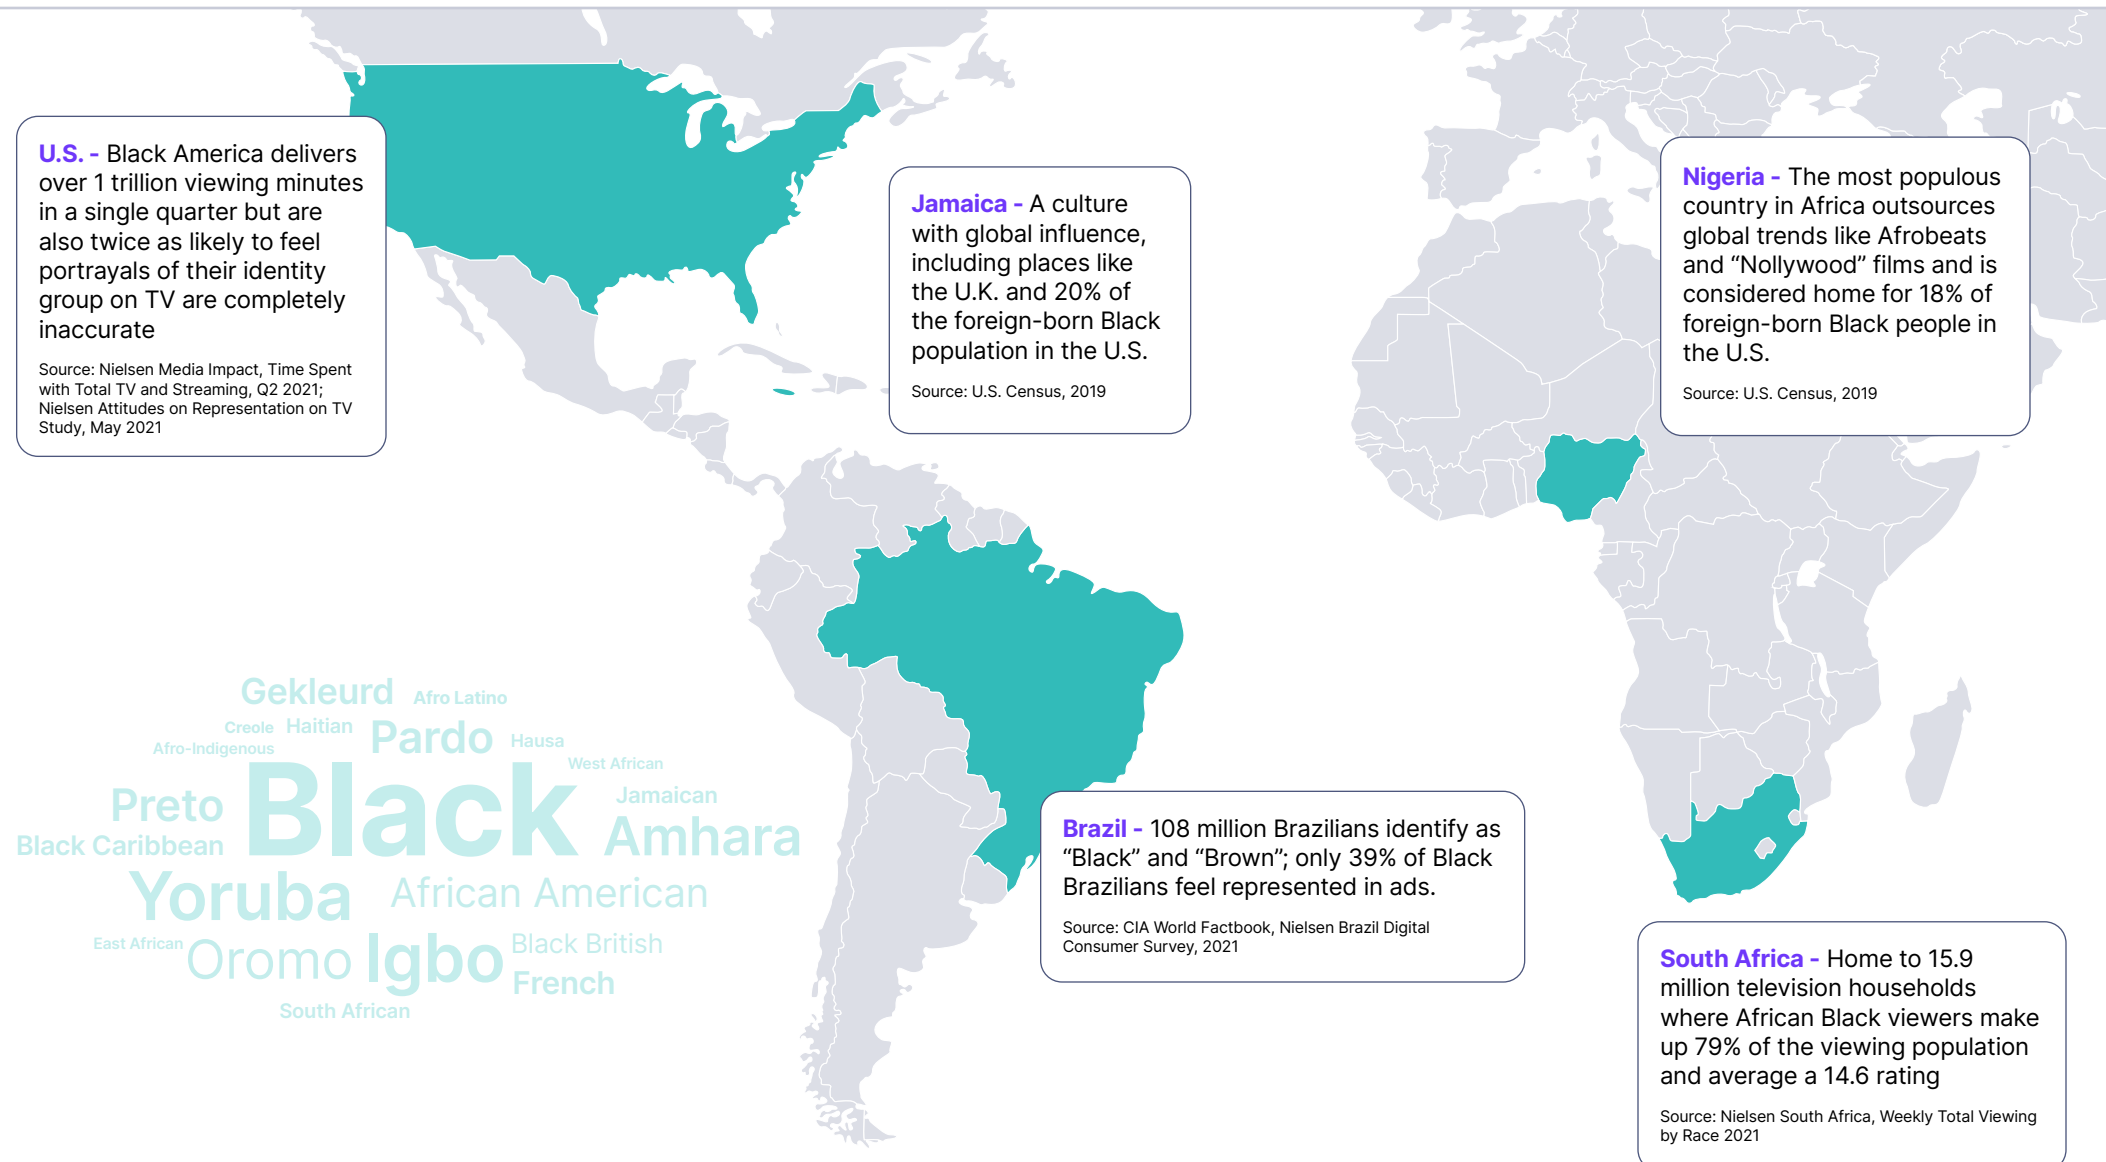 U.S. - Black America delivers
over 1 trillion viewing minutes
in a single quarter but are
also twice as likely to feel
portrayals of their identity
group on TV are completely
inaccurate
Source: Nielsen Media Impact, Time Spent
with Total TV and Streaming, Q2 2021;
Nielsen Attitudes on Representation on TV
Study, May 2021
Jamaica - A culture
with global influence,
including places like
the U.K. and 20% of
the foreign-born Black
population in the U.S.
Source: U.S. Census, 2019
Nigeria - The most populous
country in Africa outsources
global trends like Afrobeats
and “Nollywood” films and is
considered home for 18% of
foreign-born Black people in
the U.S.
Source: U.S. Census, 2019
Gekleurd Afro Latino
Creole Haitian Pardo Hausa
Afro-Indigenous
West African
Preto Black Jamaican
Black Caribbean Amhara
Yoruba African American
East African Oromo Igbo Black British
French
South African
Brazil - 108 million Brazilians identify as
“Black” and “Brown”; only 39% of Black
Brazilians feel represented in ads.
Source: CIA World Factbook, Nielsen Brazil Digital
Consumer Survey, 2021
South Africa - Home to 15.9
million television households
where African Black viewers make
up 79% of the viewing population
and average a 14.6 rating
Source: Nielsen South Africa, Weekly Total Viewing
by Race 2021